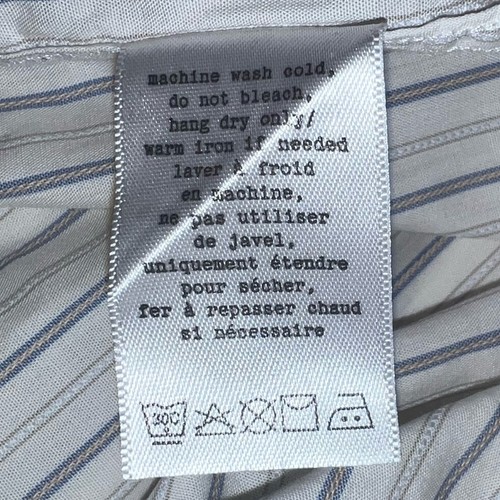 machine wash cold,
do not bleach,
hang dry only/
warm iron if needed
laver à froid
en machine,
ne pas utiliser
de javel,
uniquement étendre
pour sécher,
fer à repasser chaud
si nécessaire
30C